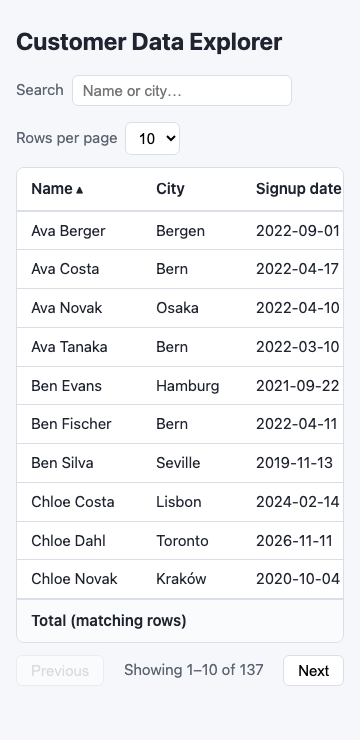 Customer Data Explorer
Search Name or city...
Rows per page 10
Name ▴ City Signup date
Ava Berger Bergen 2022-09-01
Ava Costa Bern 2022-04-17
Ava Novak Osaka 2022-04-10
Ava Tanaka Bern 2022-03-10
Ben Evans Hamburg 2021-09-22
Ben Fischer Bern 2022-04-11
Ben Silva Seville 2019-11-13
Chloe Costa Lisbon 2024-02-14
Chloe Dahl Toronto 2026-11-11
Chloe Novak Kraków 2020-10-04
Total (matching rows)
Previous Showing 1–10 of 137 Next